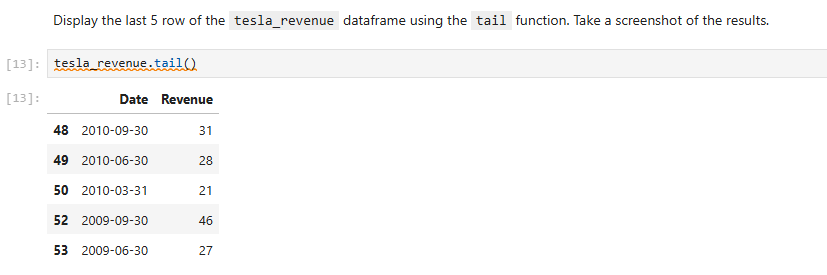 Display the last 5 row of the tesla_revenue dataframe using the tail function. Take a screenshot of the results.
[13]: tesla_revenue.tail()
[13]: Date Revenue
48 2010-09-30 31
49 2010-06-30 28
50 2010-03-31 21
52 2009-09-30 46
53 2009-06-30 27